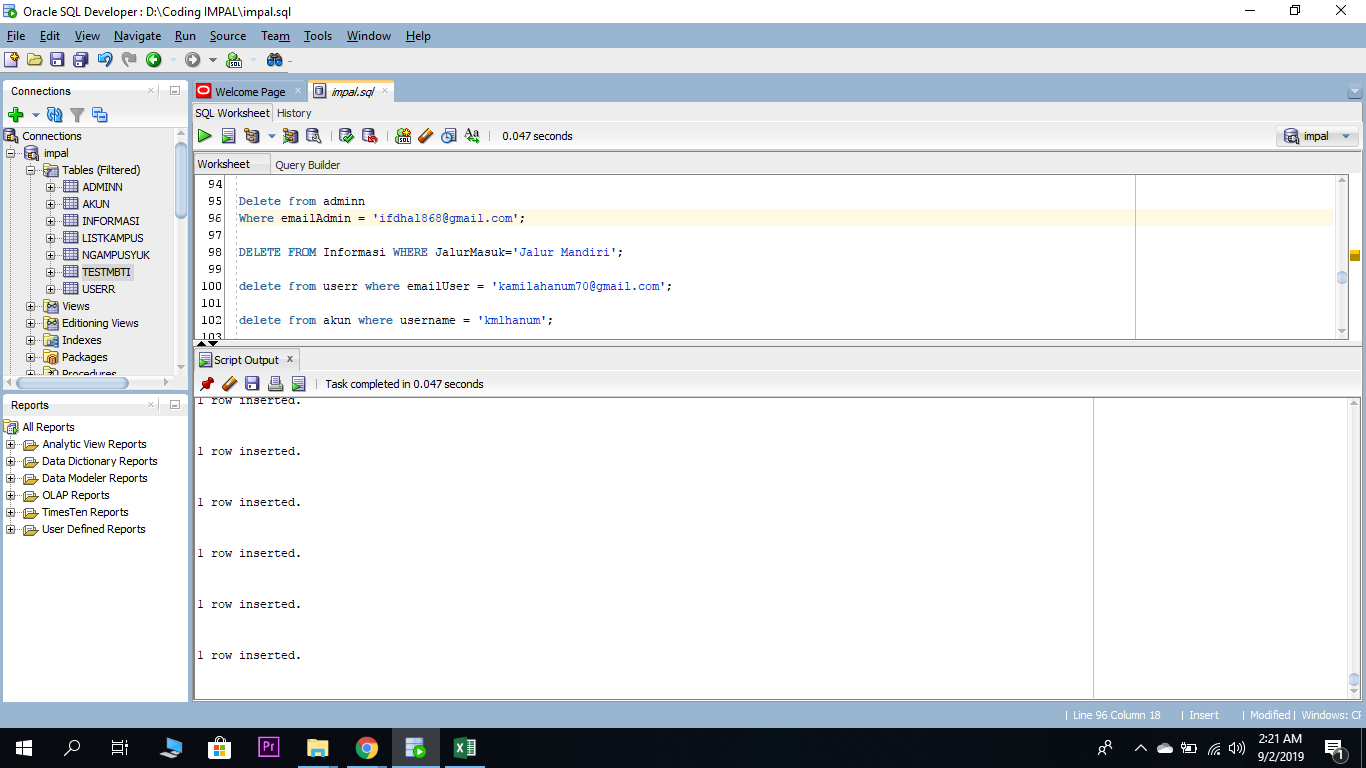 Oracle SQL Developer : D:\Coding IMPAL\impal.sql
File Edit View Navigate Run Source Team Tools Window Help
Connections
Connections
impal
Tables (Filtered)
ADMINN
AKUN
INFORMASI
LISTKAMPUS
NGAMPUSYUK
TESTMBTI
USERR
Views
Editioning Views
Indexes
Packages
Procedures
Reports
All Reports
Analytic View Reports
Data Dictionary Reports
Data Modeler Reports
OLAP Reports
TimesTen Reports
User Defined Reports
Welcome Page impal.sql
SQL Worksheet History
0.047 seconds
impal
Worksheet Query Builder
94
95 Delete from adminn
96 Where emailAdmin = 'ifdhal868@gmail.com';
97
98 DELETE FROM Informasi WHERE JalurMasuk='Jalur Mandiri';
99
100 delete from userr where emailUser = 'kamilahanum70@gmail.com';
101
102 delete from akun where username = 'kmlhanum';
103
Script Output
Task completed in 0.047 seconds
1 row inserted.
1 row inserted.
1 row inserted.
1 row inserted.
1 row inserted.
1 row inserted.
Line 96 Column 18 Insert Modified Windows: CF
Pr
2:21 AM
9/2/2019
1